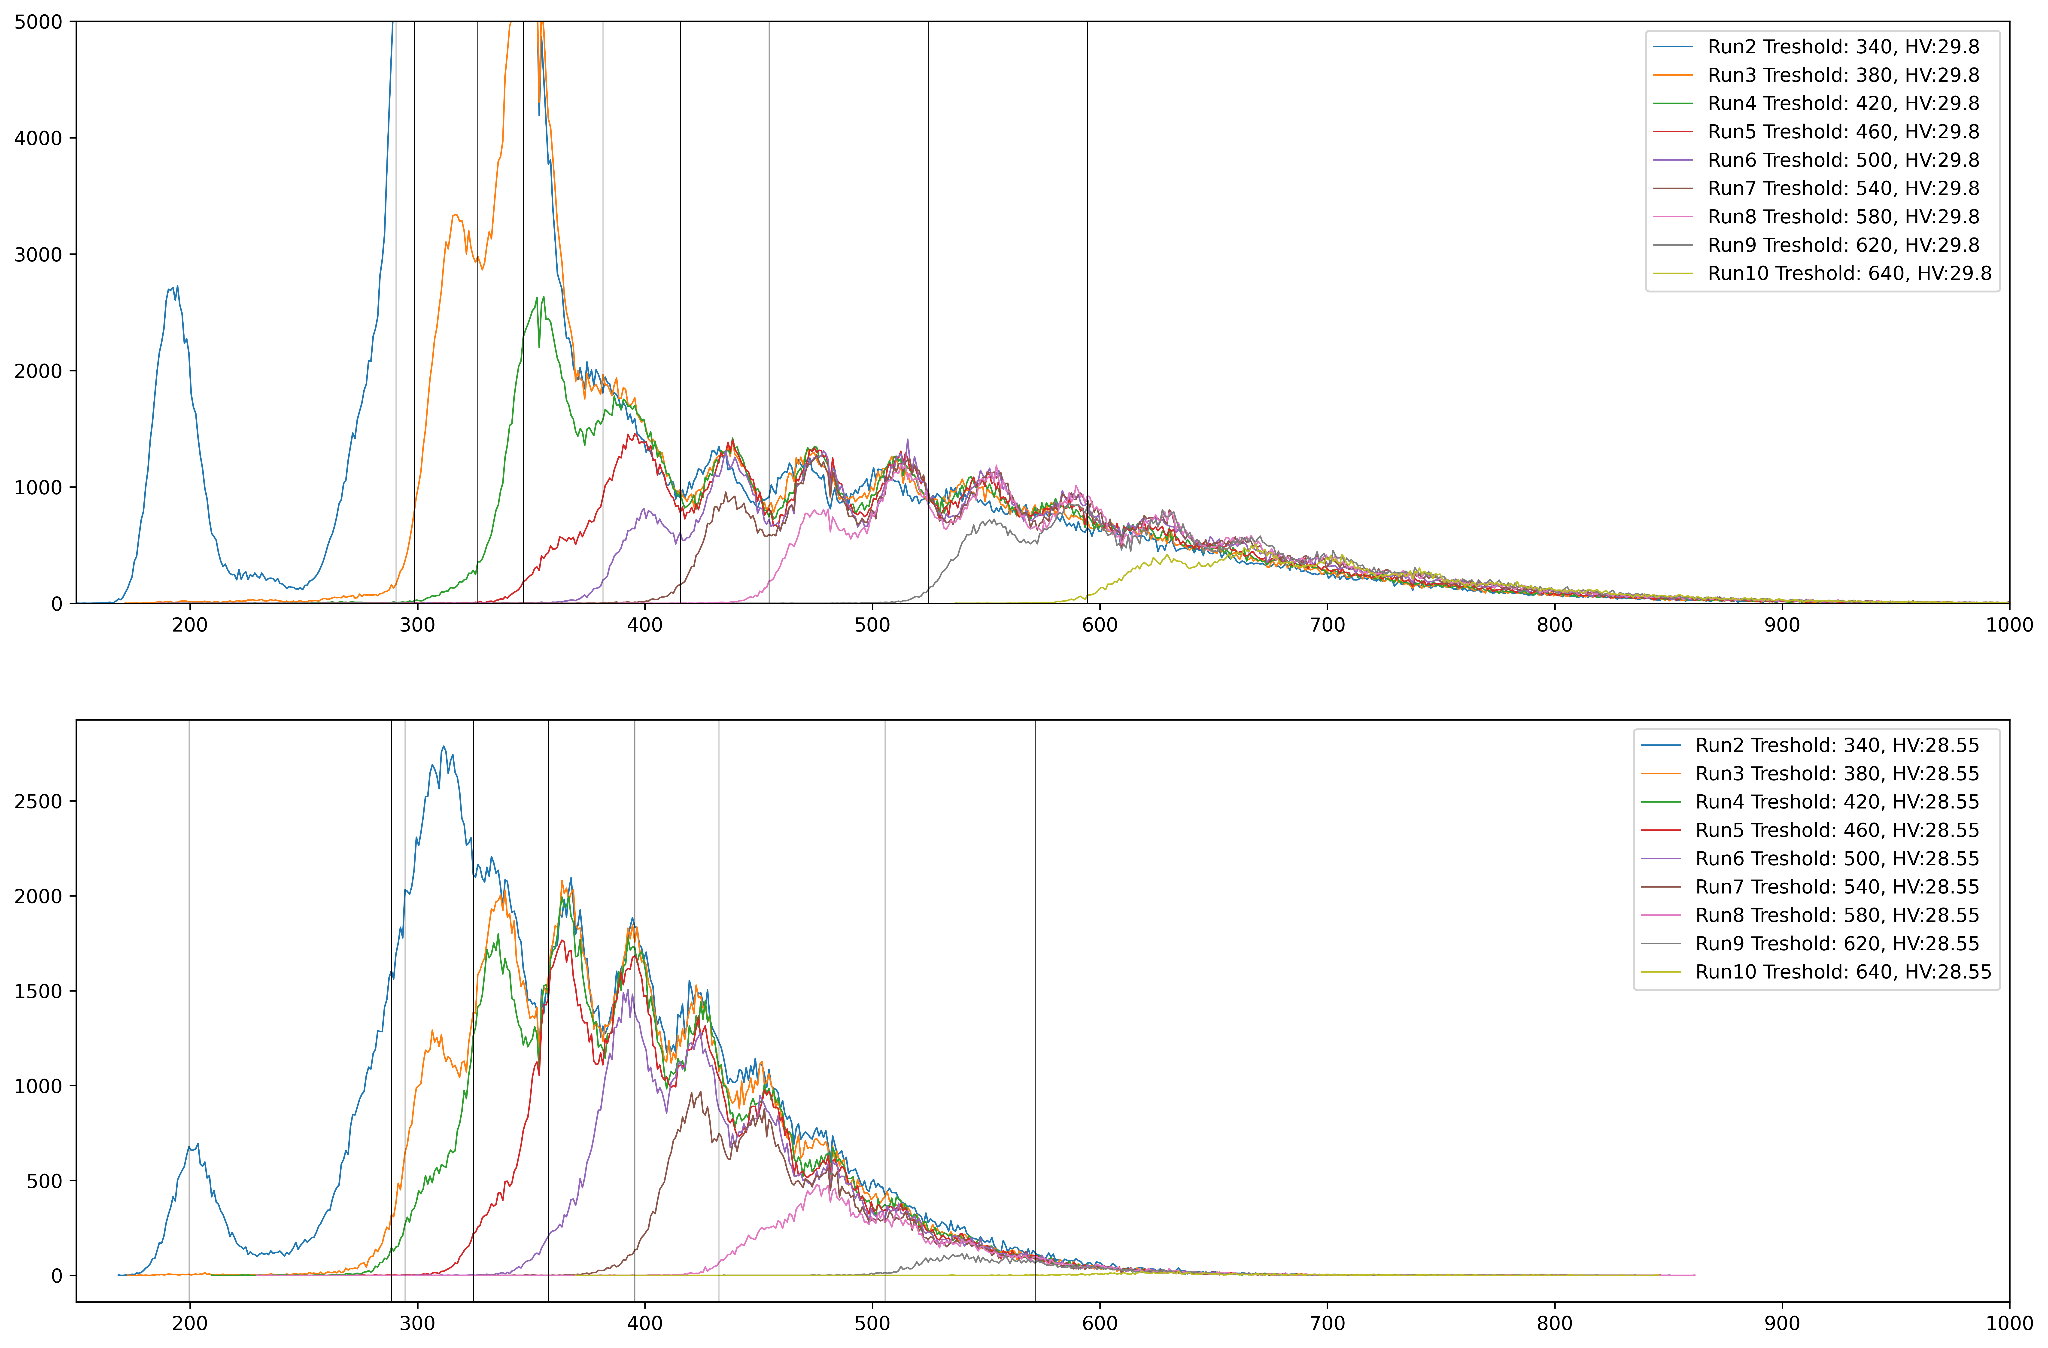 5000
4000
3000
2000
1000
0
200 300 400 500 600 700 800 900 1000
Run2 Treshold: 340, HV:29.8
Run3 Treshold: 380, HV:29.8
Run4 Treshold: 420, HV:29.8
Run5 Treshold: 460, HV:29.8
Run6 Treshold: 500, HV:29.8
Run7 Treshold: 540, HV:29.8
Run8 Treshold: 580, HV:29.8
Run9 Treshold: 620, HV:29.8
Run10 Treshold: 640, HV:29.8
2500
2000
1500
1000
500
0
200 300 400 500 600 700 800 900 1000
Run2 Treshold: 340, HV:28.55
Run3 Treshold: 380, HV:28.55
Run4 Treshold: 420, HV:28.55
Run5 Treshold: 460, HV:28.55
Run6 Treshold: 500, HV:28.55
Run7 Treshold: 540, HV:28.55
Run8 Treshold: 580, HV:28.55
Run9 Treshold: 620, HV:28.55
Run10 Treshold: 640, HV:28.55